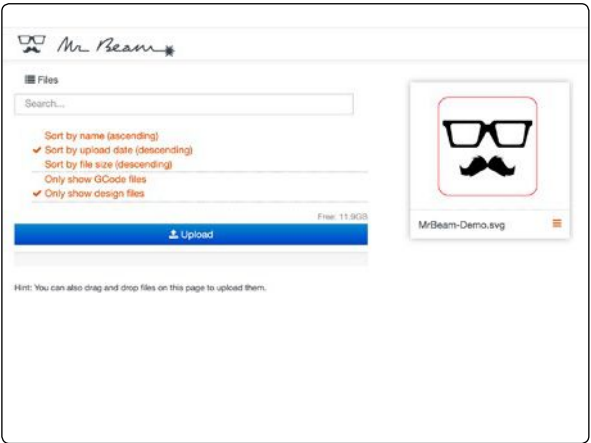 Mr Beam
Files
Search...
Sort by name (ascending)
Sort by upload date (descending)
Sort by file size (descending)
Only show GCode files
Only show design files
Free: 11.9GB
Upload
Hint: You can also drag and drop files on this page to upload them.
MrBeam-Demo.svg